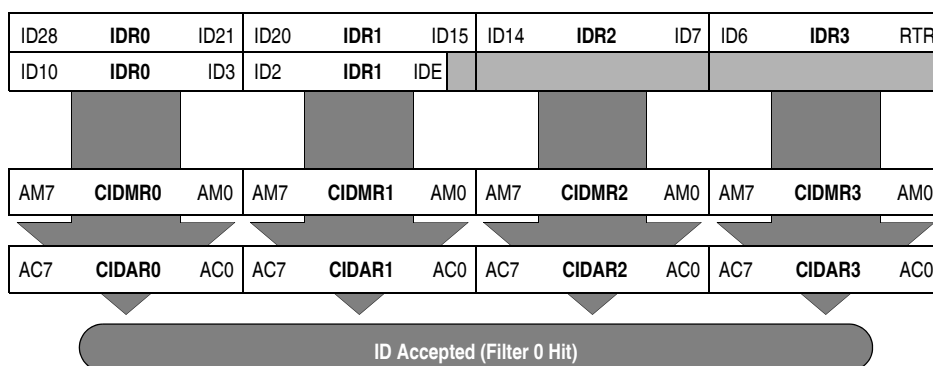 ID28 IDR0 ID21 ID20 IDR1 ID15 ID14 IDR2 ID7 ID6 IDR3 RTR
ID10 IDR0 ID3 ID2 IDR1 IDE
AM7 CIDMR0 AM0 AM7 CIDMR1 AM0 AM7 CIDMR2 AM0 AM7 CIDMR3 AM0
AC7 CIDAR0 AC0 AC7 CIDAR1 AC0 AC7 CIDAR2 AC0 AC7 CIDAR3 AC0
ID Accepted (Filter 0 Hit)